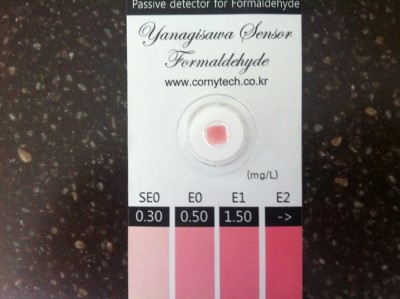 Passive detector for Formaldehyde
Yanagisawa Sensor
Formaldehyde
www.cornytech.co.kr
(mg/L)
SE0 E0 E1 E2
0.30 0.50 1.50 ->